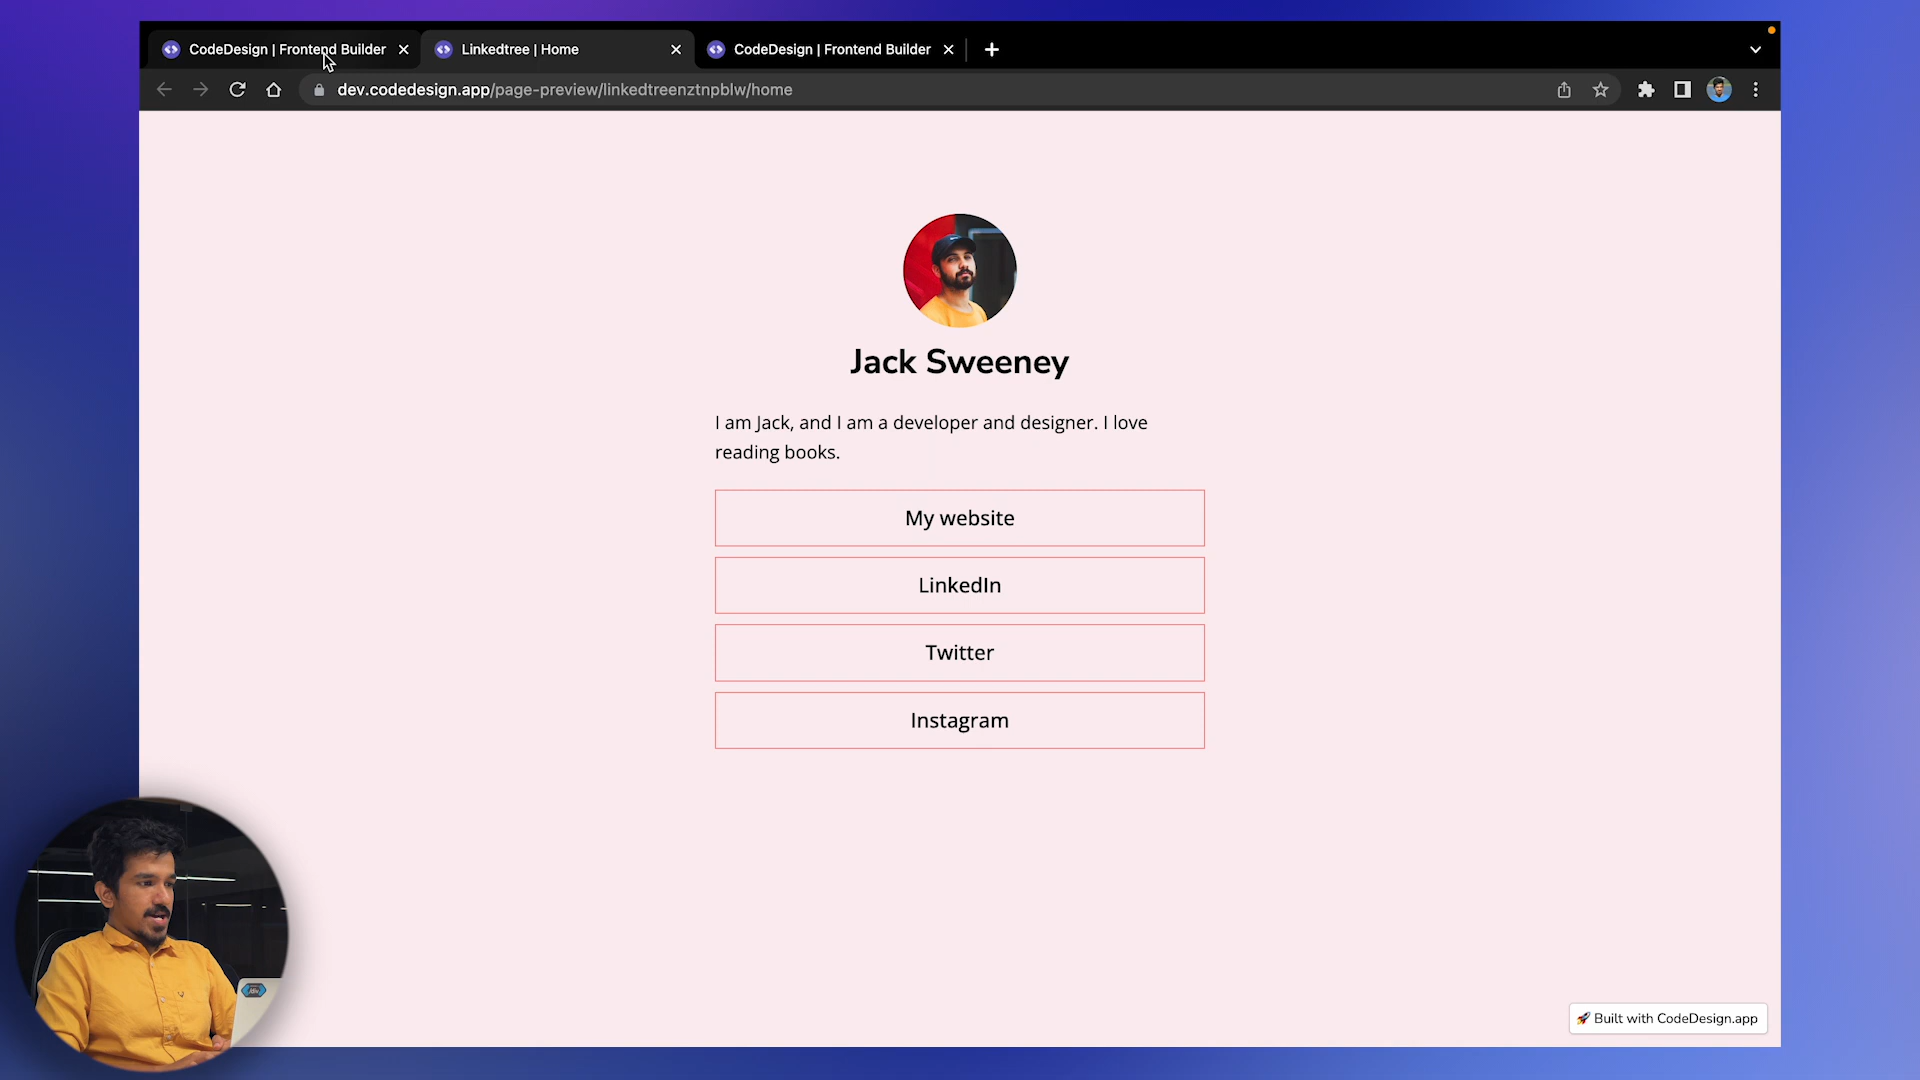 CodeDesign | Frontend Builder
Linkedtree | Home
CodeDesign | Frontend Builder
dev.codedesign.app/page-preview/linkedtreenztnpblw/home
Jack Sweeney
I am Jack, and I am a developer and designer. I love
reading books.
My website
LinkedIn
Twitter
Instagram
🚀 Built with CodeDesign.app